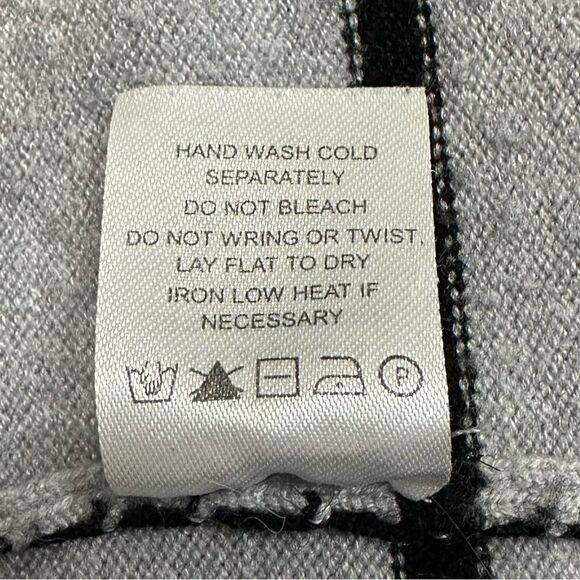 HAND WASH COLD
SEPARATELY
DO NOT BLEACH
DO NOT WRING OR TWIST,
LAY FLAT TO DRY
IRON LOW HEAT IF
NECESSARY
P